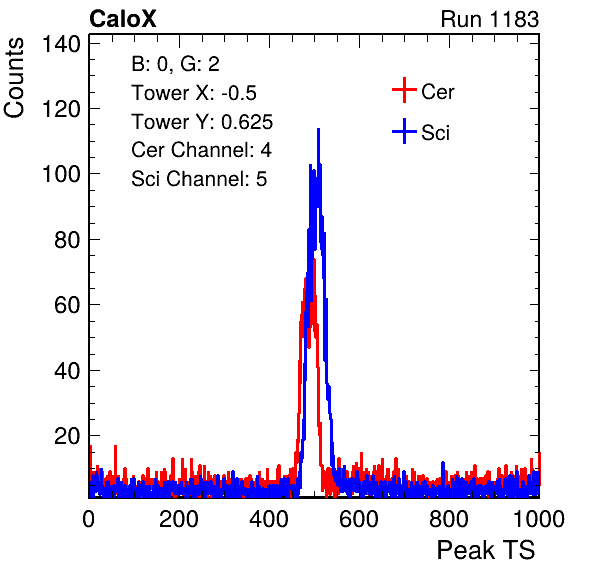 CaloX Run 1183
Counts
140
120
100
80
60
40
20
B: 0, G: 2
Tower X: -0.5
Tower Y: 0.625
Cer Channel: 4
Sci Channel: 5
Cer
Sci
0 200 400 600 800 1000
Peak TS